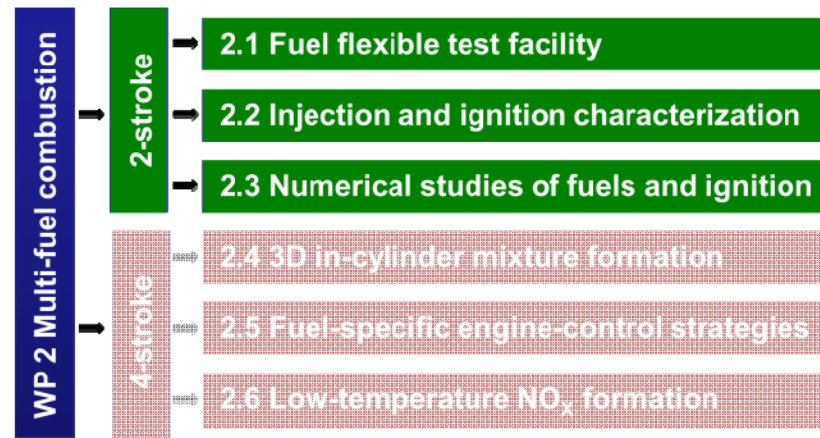 WP 2 Multi-fuel combustion
2-stroke
2.1 Fuel flexible test facility
2.2 Injection and ignition characterization
2.3 Numerical studies of fuels and ignition
4-stroke
2.4 3D in-cylinder mixture formation
2.5 Fuel-specific engine-control strategies
2.6 Low-temperature NOx formation